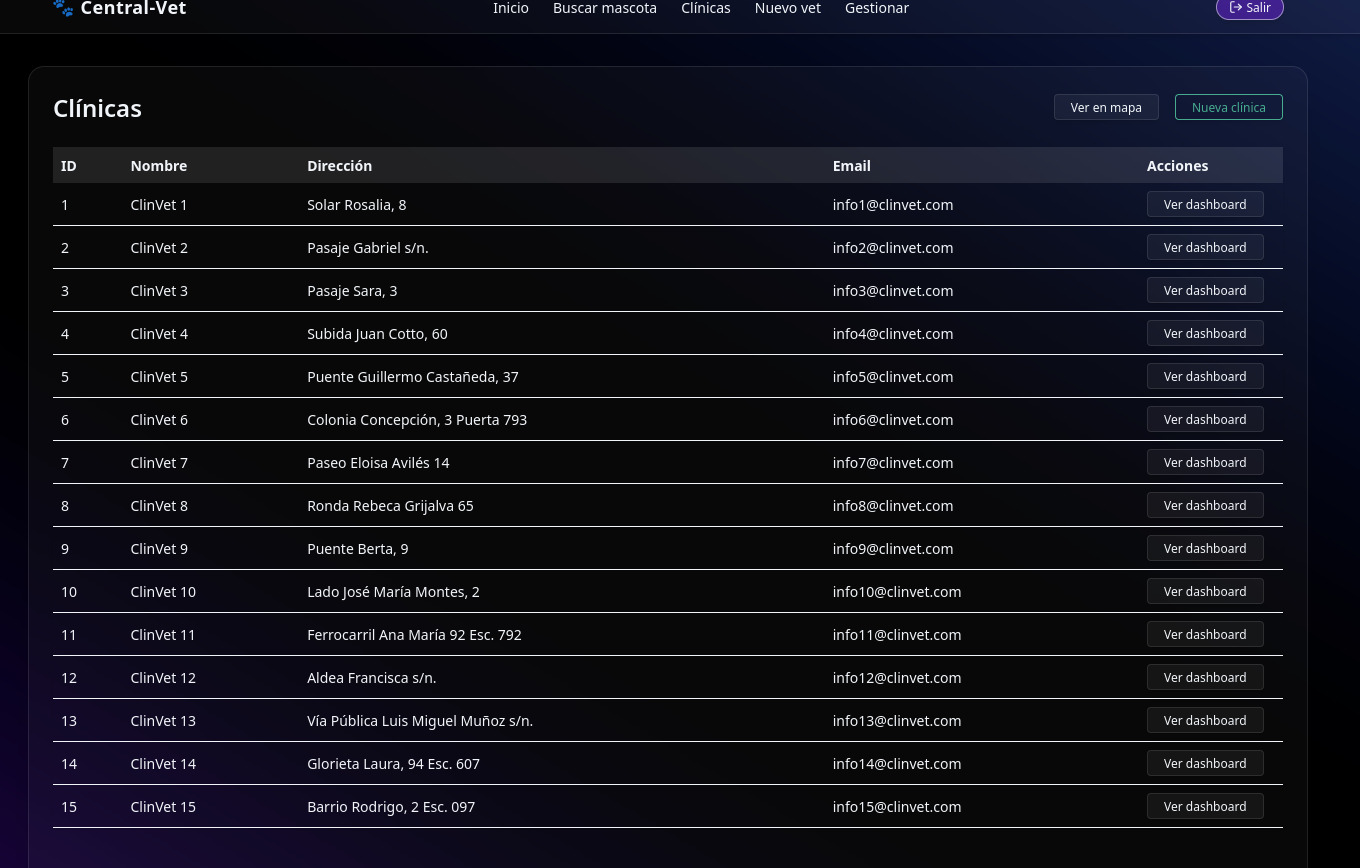 Central-Vet Inicio Buscar mascota Clínicas Nuevo vet Gestionar Salir
Clínicas Ver en mapa Nueva clínica
ID Nombre Dirección Email Acciones
1 ClinVet 1 Solar Rosalia, 8 info1@clinvet.com Ver dashboard
2 ClinVet 2 Pasaje Gabriel s/n. info2@clinvet.com Ver dashboard
3 ClinVet 3 Pasaje Sara, 3 info3@clinvet.com Ver dashboard
4 ClinVet 4 Subida Juan Cotto, 60 info4@clinvet.com Ver dashboard
5 ClinVet 5 Puente Guillermo Castañeda, 37 info5@clinvet.com Ver dashboard
6 ClinVet 6 Colonia Concepción, 3 Puerta 793 info6@clinvet.com Ver dashboard
7 ClinVet 7 Paseo Eloisa Avilés 14 info7@clinvet.com Ver dashboard
8 ClinVet 8 Ronda Rebeca Grijalva 65 info8@clinvet.com Ver dashboard
9 ClinVet 9 Puente Berta, 9 info9@clinvet.com Ver dashboard
10 ClinVet 10 Lado José María Montes, 2 info10@clinvet.com Ver dashboard
11 ClinVet 11 Ferrocarril Ana María 92 Esc. 792 info11@clinvet.com Ver dashboard
12 ClinVet 12 Aldea Francisca s/n. info12@clinvet.com Ver dashboard
13 ClinVet 13 Vía Pública Luis Miguel Muñoz s/n. info13@clinvet.com Ver dashboard
14 ClinVet 14 Glorieta Laura, 94 Esc. 607 info14@clinvet.com Ver dashboard
15 ClinVet 15 Barrio Rodrigo, 2 Esc. 097 info15@clinvet.com Ver dashboard